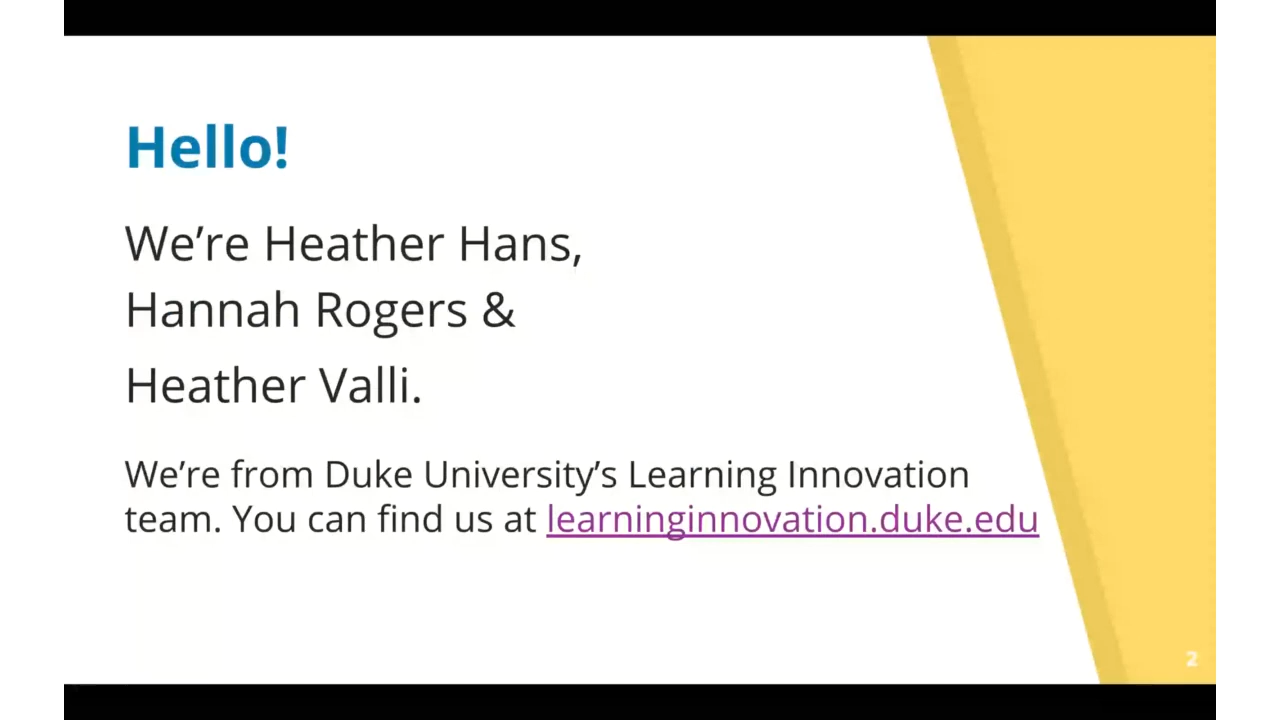 Hello!
We’re Heather Hans,
Hannah Rogers &
Heather Valli.
We’re from Duke University’s Learning Innovation
team. You can find us at learninginnovation.duke.edu
2